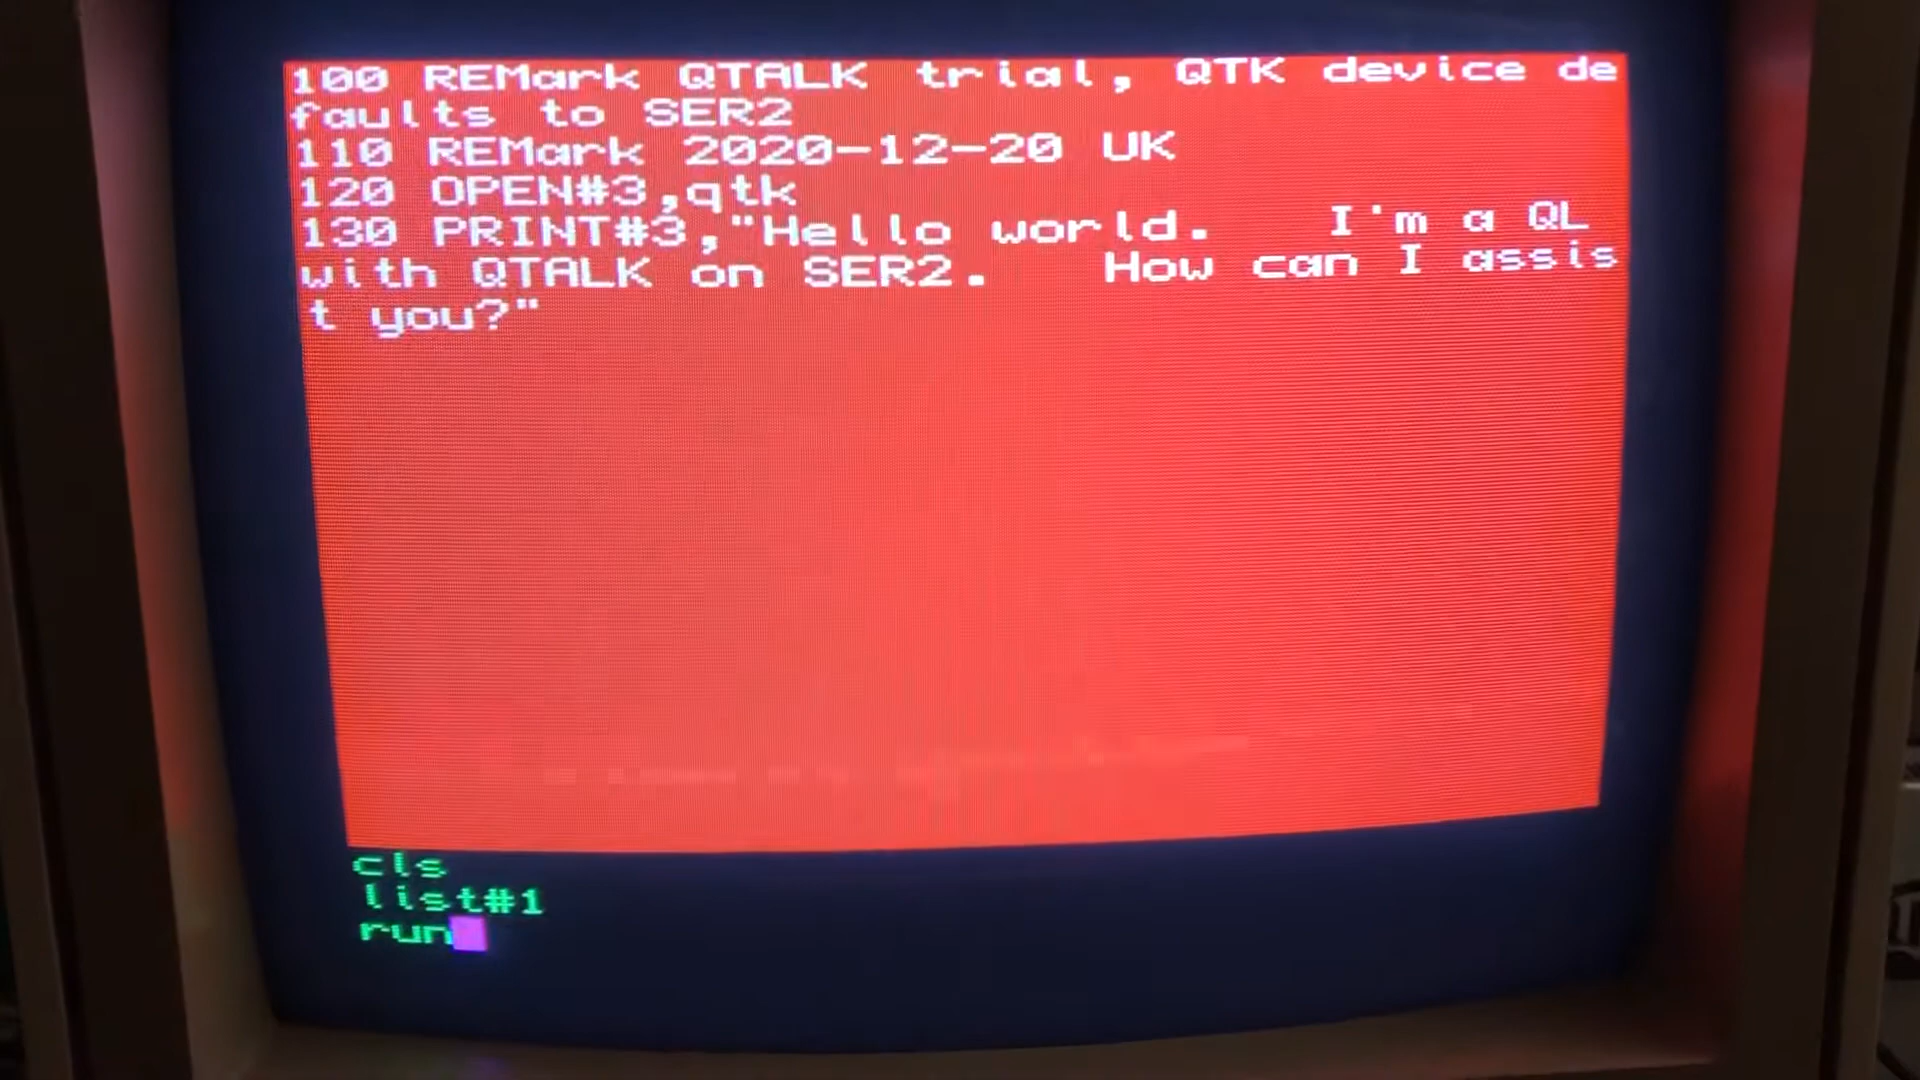 100 REMark QTALK trial, QTK device de
faults to SER2
110 REMark 2020-12-20 UK
120 OPEN#3,qtk
130 PRINT#3,"Hello world.   I'm a QL
with QTALK on SER2.   How can I assis
t you?"
cls
list#1
run